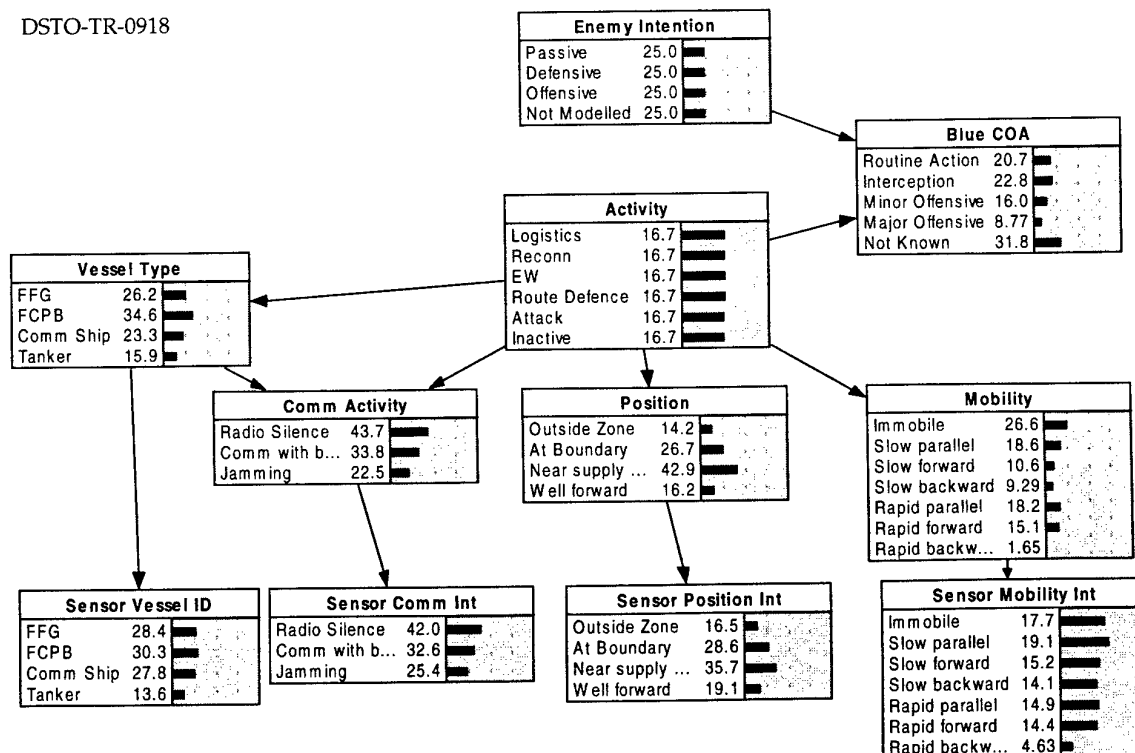 DSTO-TR-0918
Enemy Intention
Passive 25.0
Defensive 25.0
Offensive 25.0
Not Modelled 25.0
Blue COA
Routine Action 20.7
Interception 22.8
Minor Offensive 16.0
Major Offensive 8.77
Not Known 31.8
Activity
Logistics 16.7
Reconn 16.7
EW 16.7
Route Defence 16.7
Attack 16.7
Inactive 16.7
Vessel Type
FFG 26.2
FCPB 34.6
Comm Ship 23.3
Tanker 15.9
Comm Activity
Radio Silence 43.7
Comm with b... 33.8
Jamming 22.5
Position
Outside Zone 14.2
At Boundary 26.7
Near supply ... 42.9
Well forward 16.2
Mobility
Immobile 26.6
Slow parallel 18.6
Slow forward 10.6
Slow backward 9.29
Rapid parallel 18.2
Rapid forward 15.1
Rapid backw... 1.65
Sensor Vessel ID
FFG 28.4
FCPB 30.3
Comm Ship 27.8
Tanker 13.6
Sensor Comm Int
Radio Silence 42.0
Comm with b... 32.6
Jamming 25.4
Sensor Position Int
Outside Zone 16.5
At Boundary 28.6
Near supply ... 35.7
Well forward 19.1
Sensor Mobility Int
Immobile 17.7
Slow parallel 19.1
Slow forward 15.2
Slow backward 14.1
Rapid parallel 14.9
Rapid forward 14.4
Rapid backw... 4.63